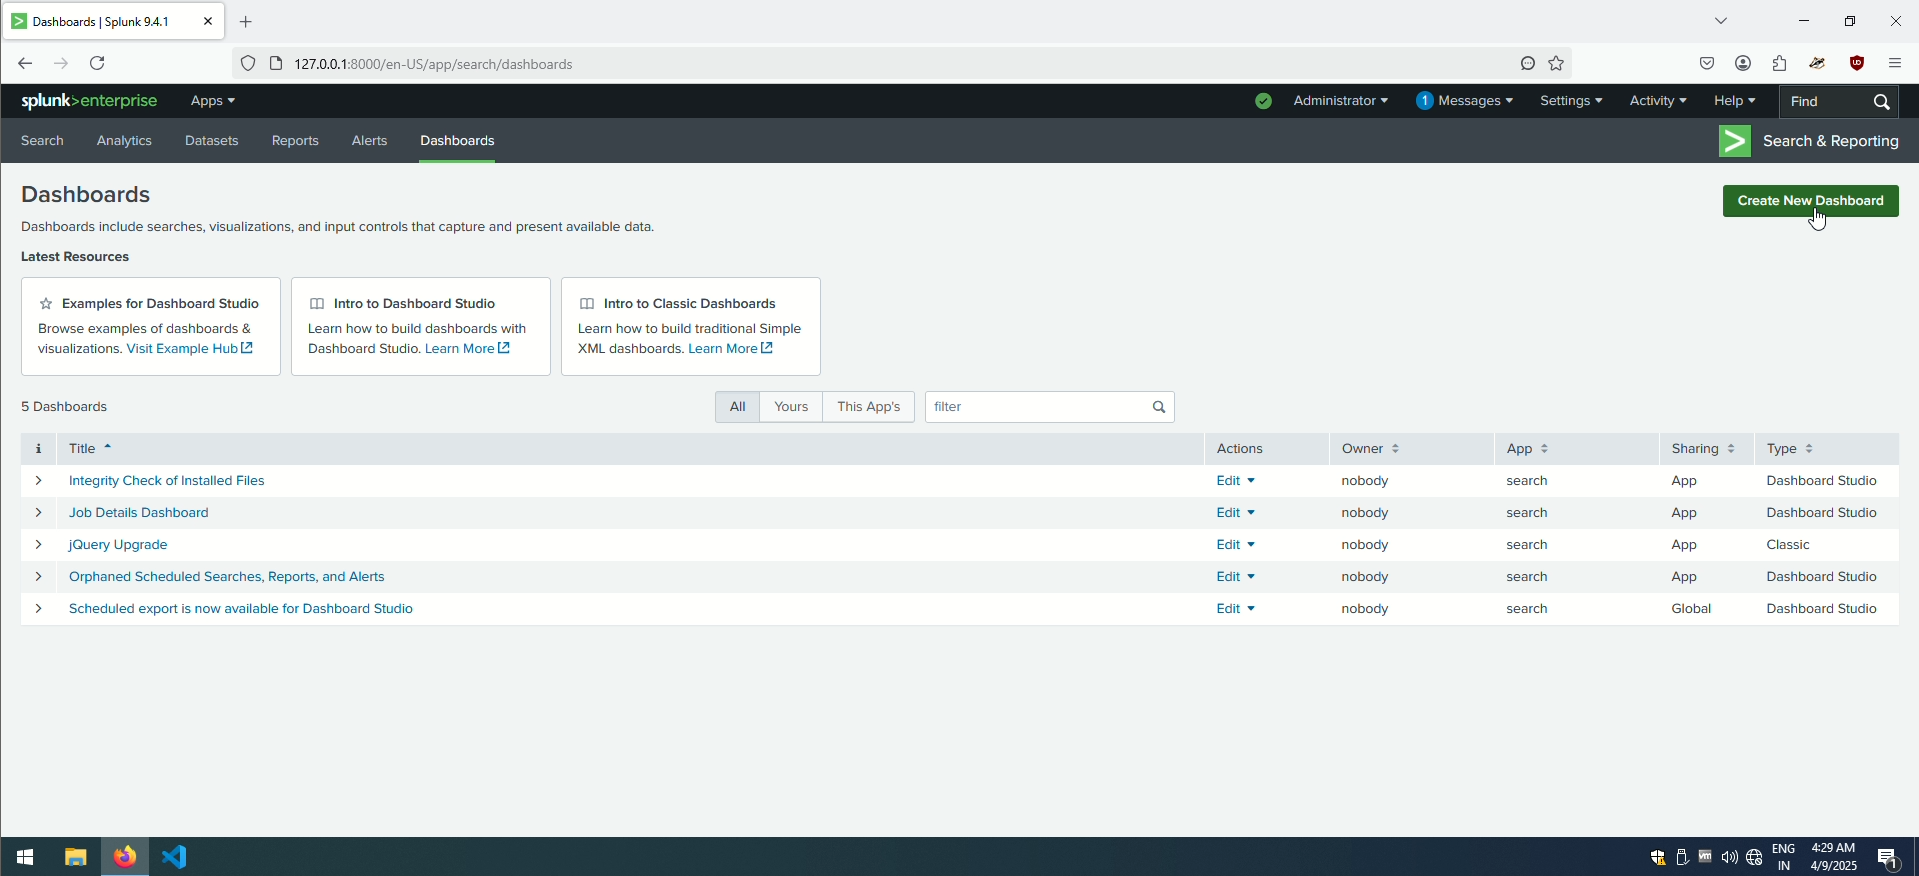 Dashboards | Splunk 9.4.1
127.0.0.1:8000/en-US/app/search/dashboards
splunk>enterprise Apps
Administrator 1 Messages Settings Activity Help Find
Search Analytics Datasets Reports Alerts Dashboards
Search & Reporting
Dashboards
Create New Dashboard
Dashboards include searches, visualizations, and input controls that capture and present available data.
Latest Resources
Examples for Dashboard Studio
Browse examples of dashboards &
visualizations. Visit Example Hub
Intro to Dashboard Studio
Learn how to build dashboards with
Dashboard Studio. Learn More
Intro to Classic Dashboards
Learn how to build traditional Simple
XML dashboards. Learn More
5 Dashboards
All Yours This App's filter
i Title Actions Owner App Sharing Type
Integrity Check of Installed Files Edit nobody search App Dashboard Studio
Job Details Dashboard Edit nobody search App Dashboard Studio
jQuery Upgrade Edit nobody search App Classic
Orphaned Scheduled Searches, Reports, and Alerts Edit nobody search App Dashboard Studio
Scheduled export is now available for Dashboard Studio Edit nobody search Global Dashboard Studio
vm
ENG
IN
4:29 AM
4/9/2025
1